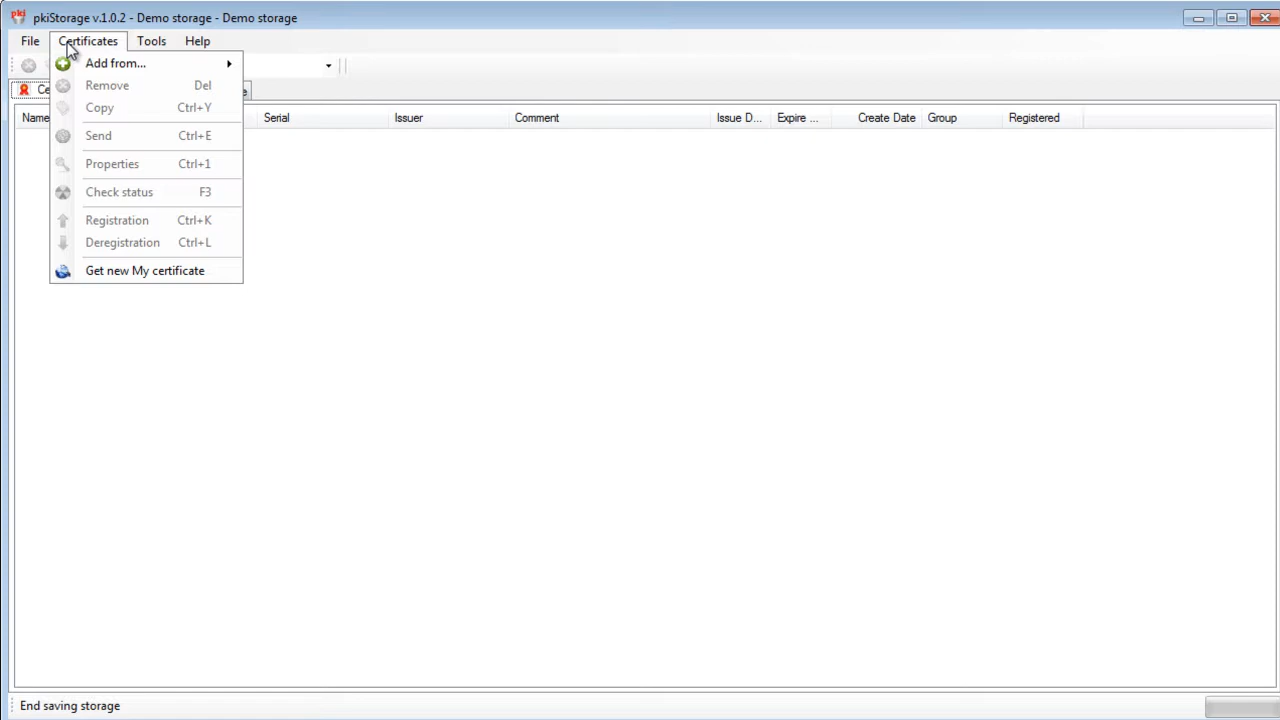 pki pkiStorage v.1.0.2 - Demo storage - Demo storage
File Certificates Tools Help
Add from...
Remove Del
Copy Ctrl+Y
Send Ctrl+E
Properties Ctrl+1
Check status F3
Registration Ctrl+K
Deregistration Ctrl+L
Get new My certificate
Name Serial Issuer Comment Issue D... Expire ... Create Date Group Registered
End saving storage